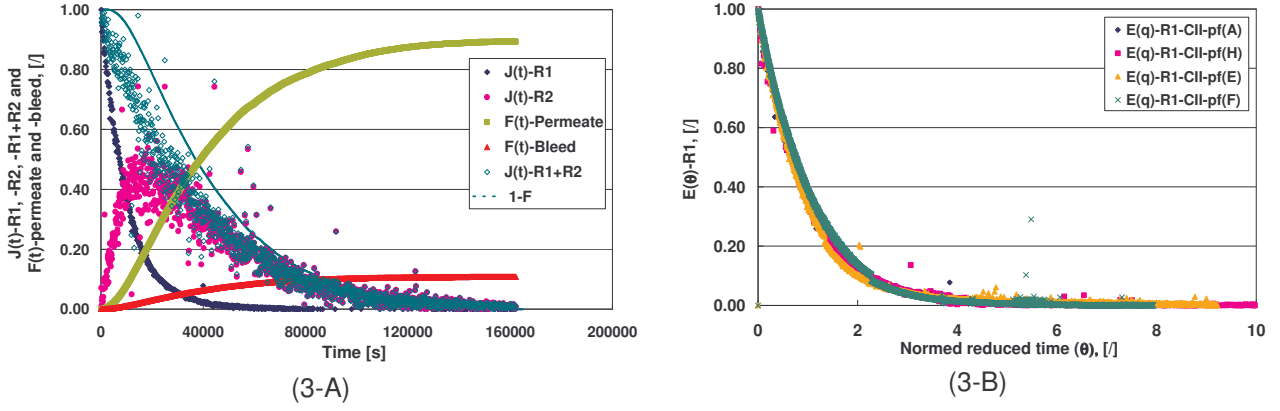 J(t)-R1, -R2, -R1+R2 and
F(t)-permeate and -bleed, [/]
1.00
0.80
0.60
0.40
0.20
0.00
0
40000
80000
120000
160000
200000
Time [s]
J(t)-R1
J(t)-R2
F(t)-Permeate
F(t)-Bleed
J(t)-R1+R2
1-F
(3-A)
E(θ)-R1, [/]
1.00
0.80
0.60
0.40
0.20
0.00
0
2
4
6
8
10
Normed reduced time (θ), [/]
E(q)-R1-CII-pf(A)
E(q)-R1-CII-pf(H)
E(q)-R1-CII-pf(E)
E(q)-R1-CII-pf(F)
(3-B)